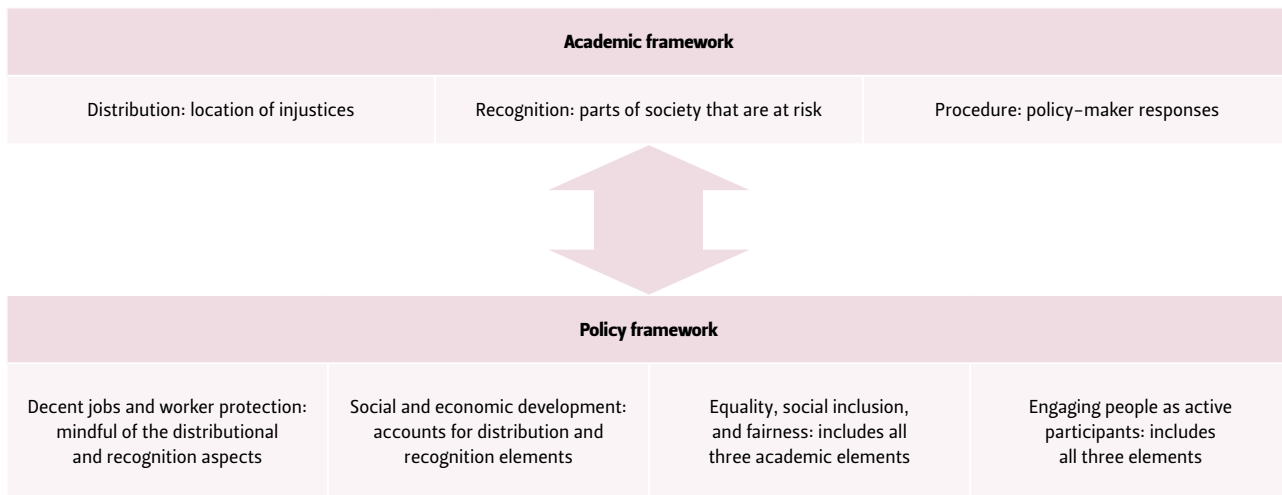 Academic framework
Distribution: location of injustices
Recognition: parts of society that are at risk
Procedure: policy-maker responses
Policy framework
Decent jobs and worker protection:
mindful of the distributional
and recognition aspects
Social and economic development:
accounts for distribution and
recognition elements
Equality, social inclusion,
and fairness: includes all
three academic elements
Engaging people as active
participants: includes
all three elements